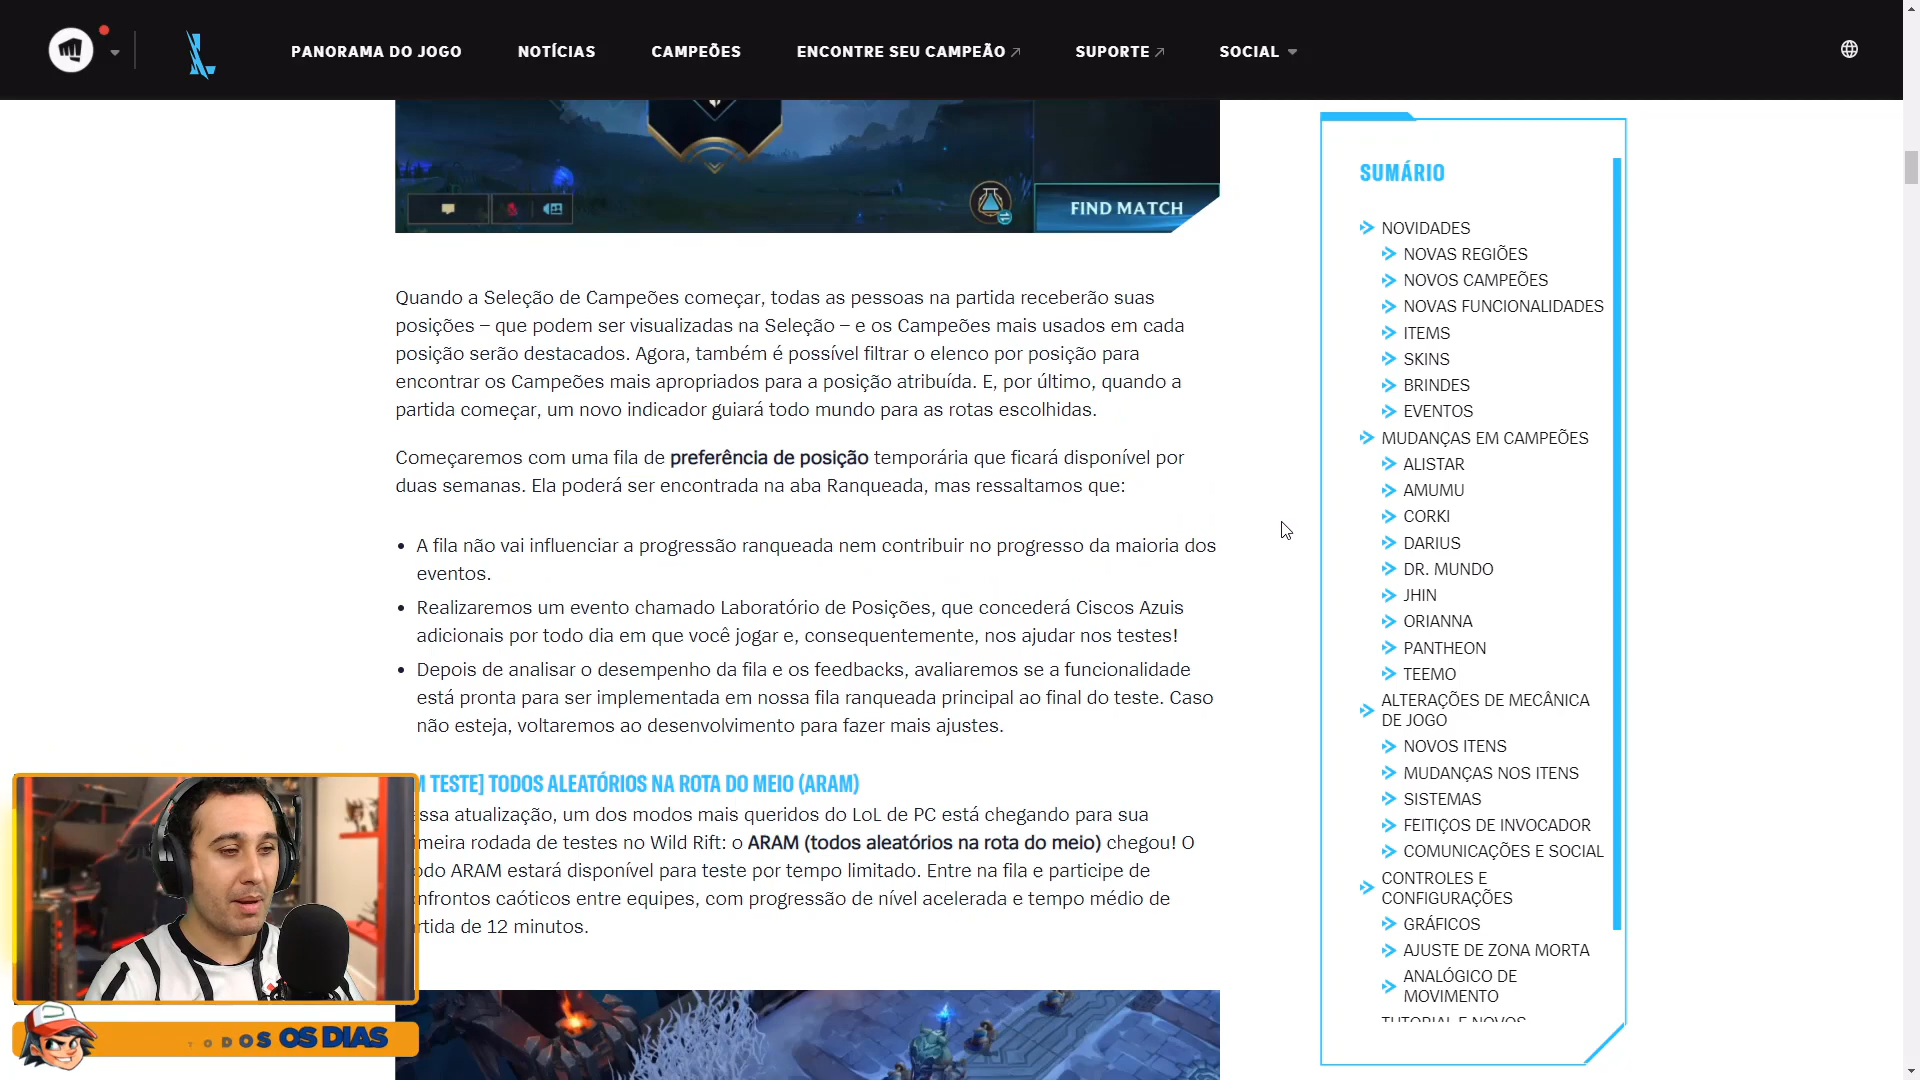 PANORAMA DO JOGO NOTÍCIAS CAMPEÕES ENCONTRE SEU CAMPEÃO SUPORTE SOCIAL
FIND MATCH
Quando a Seleção de Campeões começar, todas as pessoas na partida receberão suas
posições – que podem ser visualizadas na Seleção – e os Campeões mais usados em cada
posição serão destacados. Agora, também é possível filtrar o elenco por posição para
encontrar os Campeões mais apropriados para a posição atribuída. E, por último, quando a
partida começar, um novo indicador guiará todo mundo para as rotas escolhidas.
Começaremos com uma fila de preferência de posição temporária que ficará disponível por
duas semanas. Ela poderá ser encontrada na aba Ranqueada, mas ressaltamos que:
• A fila não vai influenciar a progressão ranqueada nem contribuir no progresso da maioria dos
eventos.
• Realizaremos um evento chamado Laboratório de Posições, que concederá Ciscos Azuis
adicionais por todo dia em que você jogar e, consequentemente, nos ajudar nos testes!
• Depois de analisar o desempenho da fila e os feedbacks, avaliaremos se a funcionalidade
está pronta para ser implementada em nossa fila ranqueada principal ao final do teste. Caso
não esteja, voltaremos ao desenvolvimento para fazer mais ajustes.
TESTE] TODOS ALEATÓRIOS NA ROTA DO MEIO (ARAM)
essa atualização, um dos modos mais queridos do LoL de PC está chegando para sua
imeira rodada de testes no Wild Rift: o ARAM (todos aleatórios na rota do meio) chegou! O
odo ARAM estará disponível para teste por tempo limitado. Entre na fila e participe de
nfrontos caóticos entre equipes, com progressão de nível acelerada e tempo médio de
rtida de 12 minutos.
TODOS OS DIAS
SUMÁRIO
NOVIDADES
NOVAS REGIÕES
NOVOS CAMPEÕES
NOVAS FUNCIONALIDADES
ITEMS
SKINS
BRINDES
EVENTOS
MUDANÇAS EM CAMPEÕES
ALISTAR
AMUMU
CORKI
DARIUS
DR. MUNDO
JHIN
ORIANNA
PANTHEON
TEEMO
ALTERAÇÕES DE MECÂNICA
DE JOGO
NOVOS ITENS
MUDANÇAS NOS ITENS
SISTEMAS
FEITIÇOS DE INVOCADOR
COMUNICAÇÕES E SOCIAL
CONTROLES E
CONFIGURAÇÕES
GRÁFICOS
AJUSTE DE ZONA MORTA
ANALÓGICO DE
MOVIMENTO
TUTORIAL E NOVOS